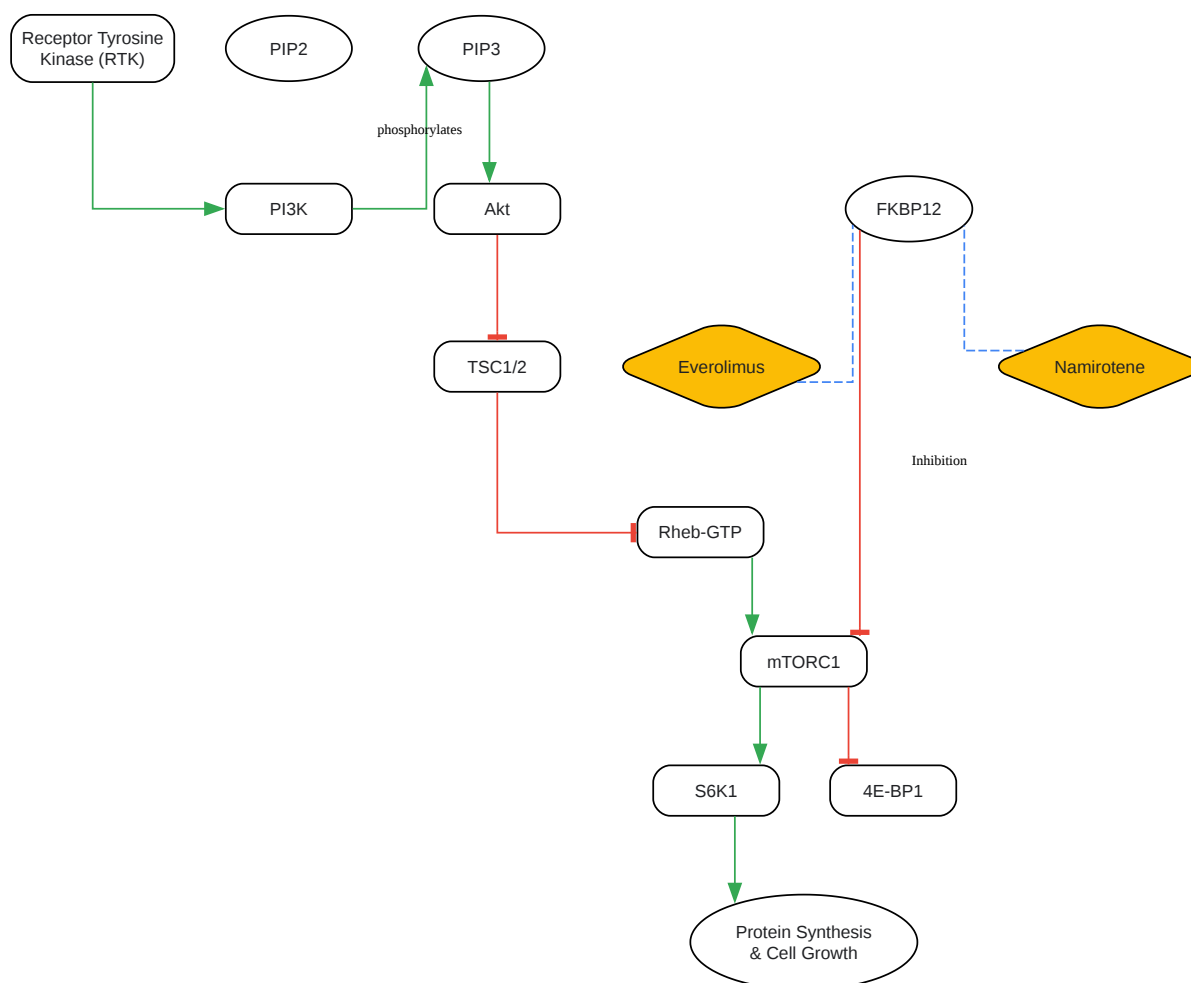 Receptor Tyrosine
Kinase (RTK)
PIP2
PIP3
phosphorylates
PI3K
Akt
FKBP12
TSC1/2
Everolimus
Namirotene
Inhibition
Rheb-GTP
mTORC1
S6K1
4E-BP1
Protein Synthesis
& Cell Growth